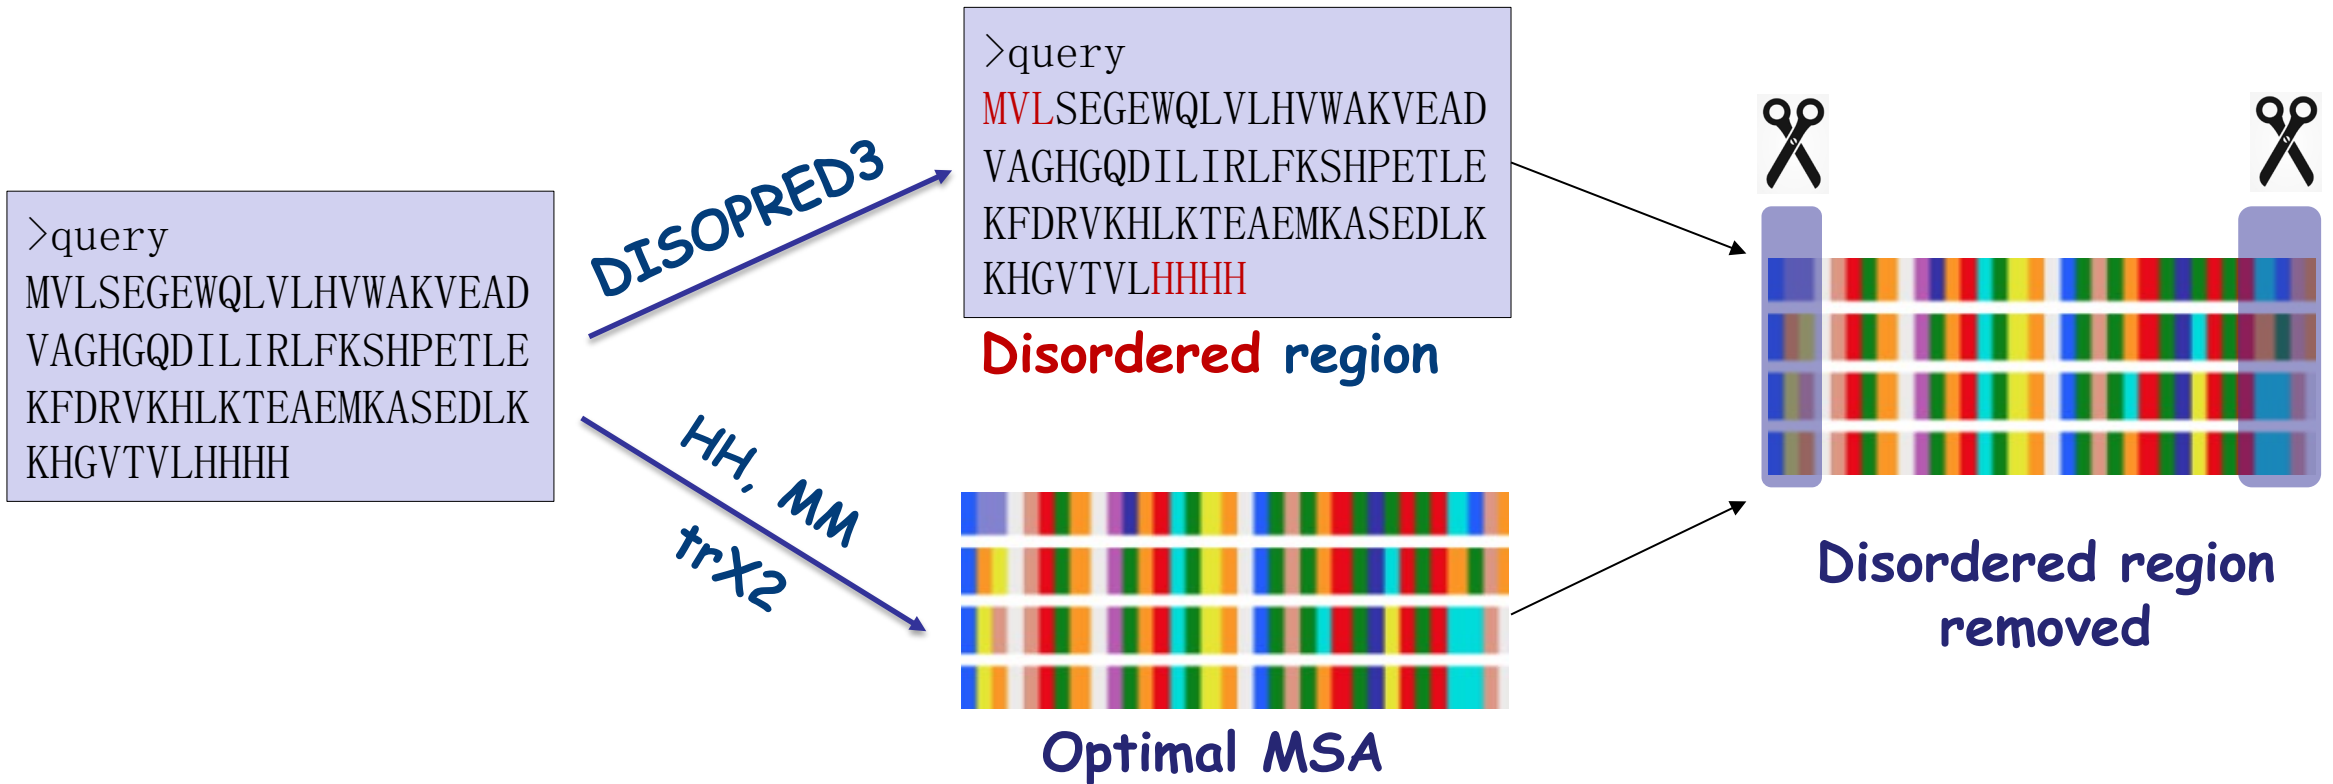 >query
MVLSEGEWQLVLHVWAKVEAD
VAGHGQDILIRLFKSHPETLE
KFDRVKHLKTEAEMKASEDLK
KHGVTVLHHHH
DISOPRED3
HH, MM
trX2
>query
MVLSEGEWQLVLHVWAKVEAD
VAGHGQDILIRLFKSHPETLE
KFDRVKHLKTEAEMKASEDLK
KHGVTVLHHHH
Disordered region
Optimal MSA
Disordered region
removed